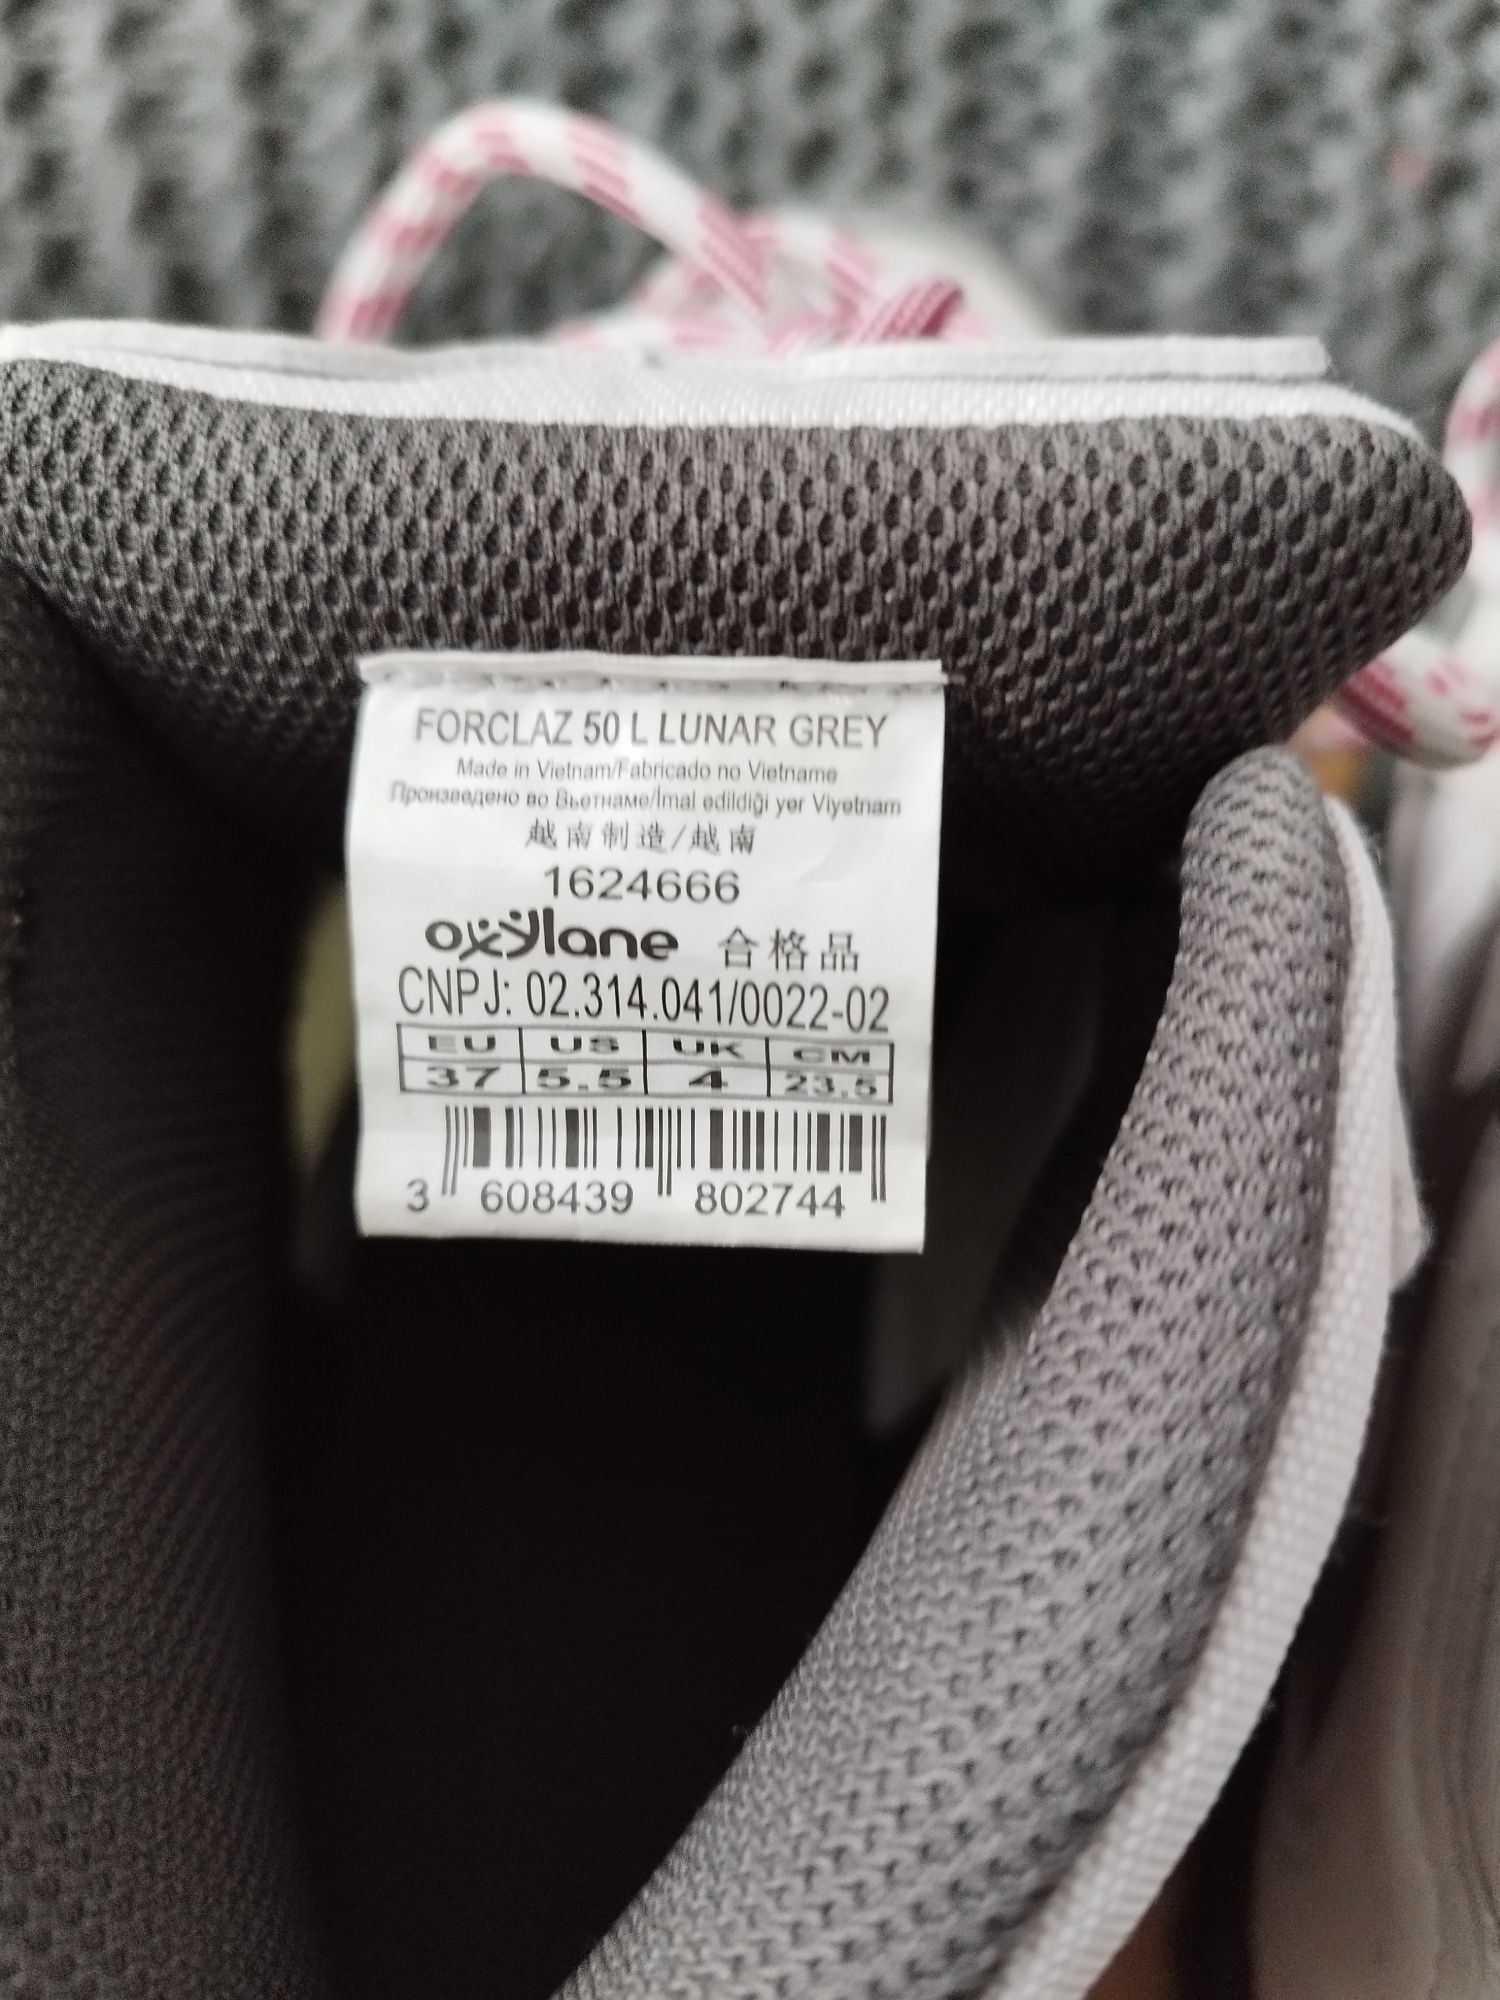 FORCLAZ 50 L LUNAR GREY
Made in Vietnam/Fabricado no Vietname
Произведено во Вьетнаме/İmal edildiği yer Viyetnam
越南制造/越南
1624666
oxylane 合格品
CNPJ: 02.314.041/0022-02
EU US UK CM
37 5.5 4 23.5
3 608439 802744